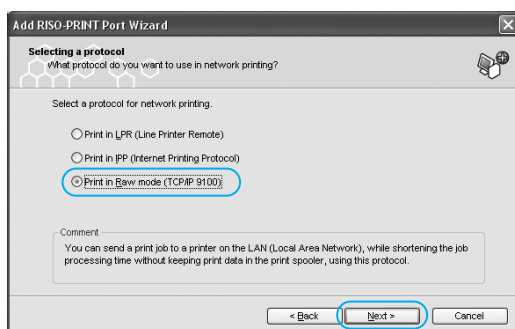 Add RISO-PRINT Port Wizard
Selecting a protocol
What protocol do you want to use in network printing?
Select a protocol for network printing.
Print in LPR (Line Printer Remote)
Print in IPP (Internet Printing Protocol)
Print in Raw mode (TCP/IP 9100)
Comment
You can send a print job to a printer on the LAN (Local Area Network), while shortening the job
processing time without keeping print data in the print spooler, using this protocol.
< Back Next > Cancel